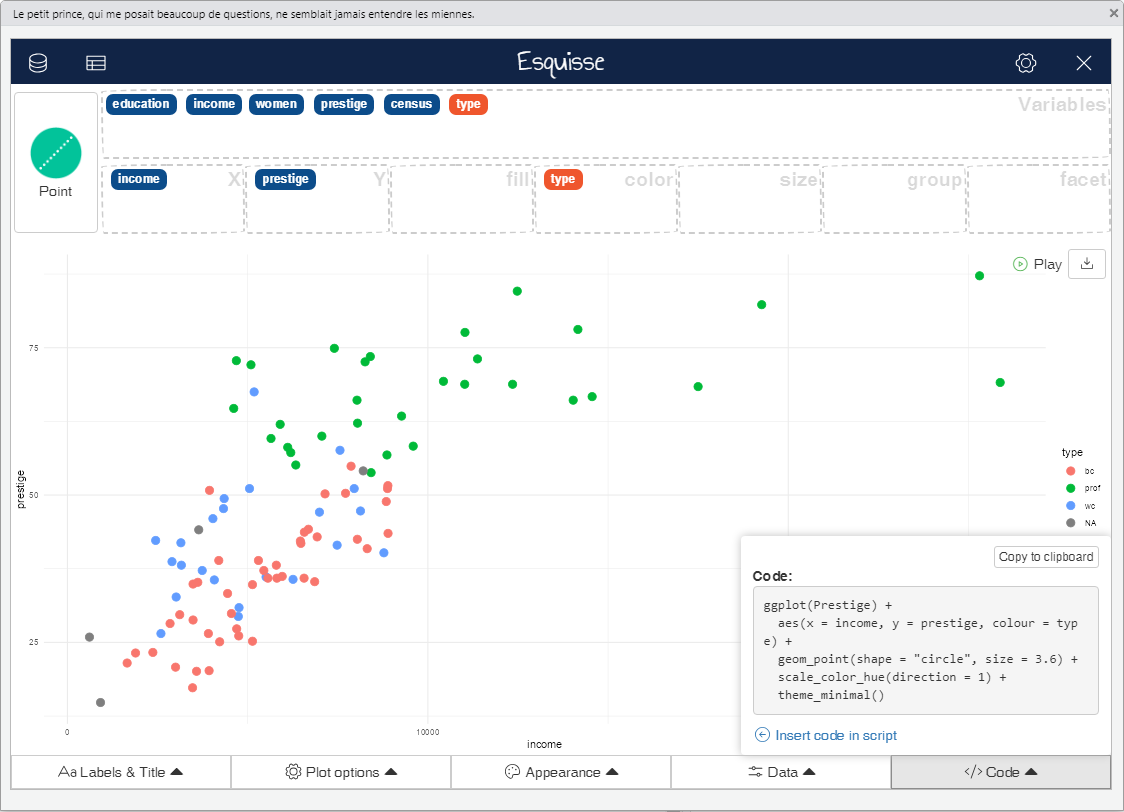 Le petit prince, qui me posait beaucoup de questions, ne semblait jamais entendre les miennes.
Esquisse
education income women prestige census type Variables
Point
income X prestige Y fill type color size group facet
Play
75
50
25
prestige
0 10000
income
type
bc
prof
wc
NA
Copy to clipboard
Code:
ggplot(Prestige) +
aes(x = income, y = prestige, colour = typ
e) +
geom_point(shape = "circle", size = 3.6) +
scale_color_hue(direction = 1) +
theme_minimal()
Insert code in script
Aa Labels & Title Plot options Appearance Data </> Code